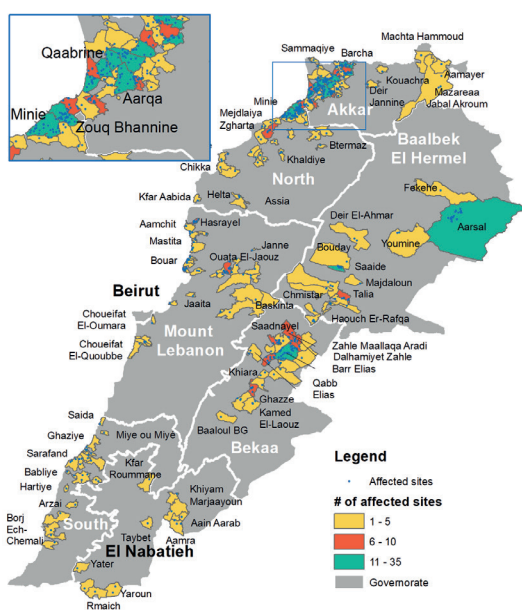 Qaabrine
Minie
Aarqa
Zouq Bhannine
Machta Hammoud
Sammaqiye
Barcha
Kouachra
Aamayer
Deir
Jannine
Mazareaa
Jabal Akroum
Minie
Mejdlaiya
Zgharta
Akkar
Btermaz
Baalbek
El Hermel
Khaldiye
Chikka
North
Fekehe
Kfar Aabida
Helta
Assia
Deir El-Ahmar
Aarsal
Aamchit
Hasrayel
Mastita
Janne
Bouday
Youmine
Bouar
Ouata El-Jaouz
Saaide
Beirut
Majdaloun
Chmistar
Talia
Jaaita
Baskinta
Haouch Er-Rafqa
Choueifat
El-Oumara
Saadnayel
Mount
Lebanon
Zahle Maallaqa Aradi
Dalhamiyet Zahle
Barr Elias
Choueifat
El-Quoubbe
Khiara
Qabb
Elias
Ghazze
Kamed
El-Laouz
Saida
Miye ou Miye
Baaloul BG
Ghaziye
Bekaa
Sarafand
Kfar
Roummane
Babliye
Hartiye
Khiyam
Marjaayoun
Arzai
South
Borj
Ech-
Chemali
Taybet
Aain Aarab
El Nabatieh
Aamra
Yater
Yaroun
Rmaich
Legend
Affected sites
# of affected sites
1 - 5
6 - 10
11 - 35
Governorate